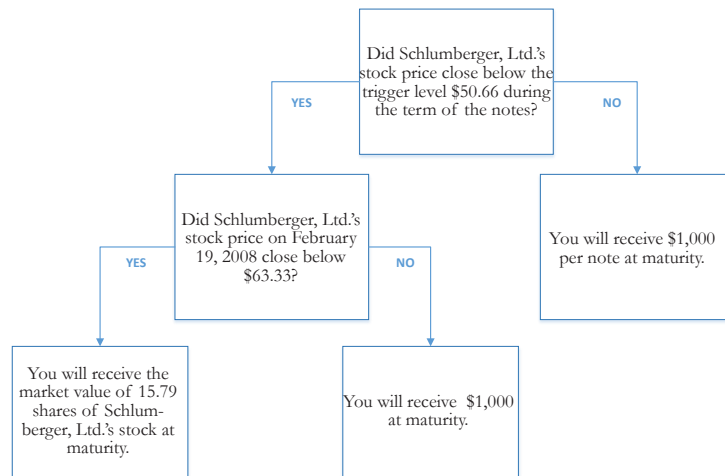 Did Schlumberger, Ltd.'s
stock price close below the
trigger level $50.66 during
the term of the notes?
YES
NO
Did Schlumberger, Ltd.'s
stock price on February
19, 2008 close below
$63.33?
You will receive $1,000
per note at maturity.
YES
NO
You will receive the
market value of 15.79
shares of Schlum-
berger, Ltd.'s stock at
maturity.
You will receive $1,000
at maturity.